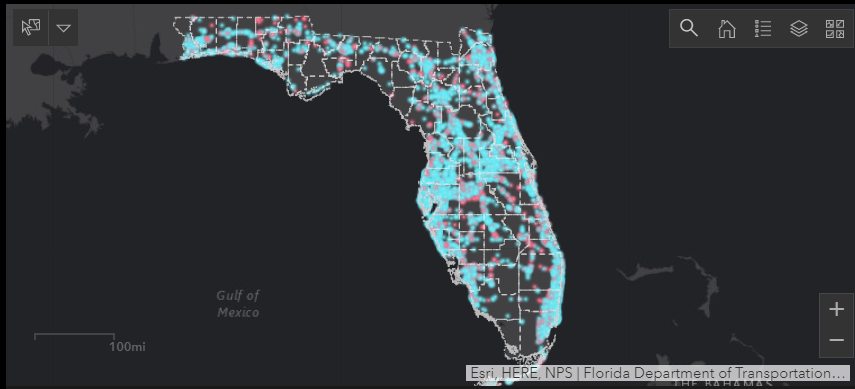 Gulf of
Mexico
100mi
Esri, HERE, NPS | Florida Department of Transportation...
THE BAHAMAS